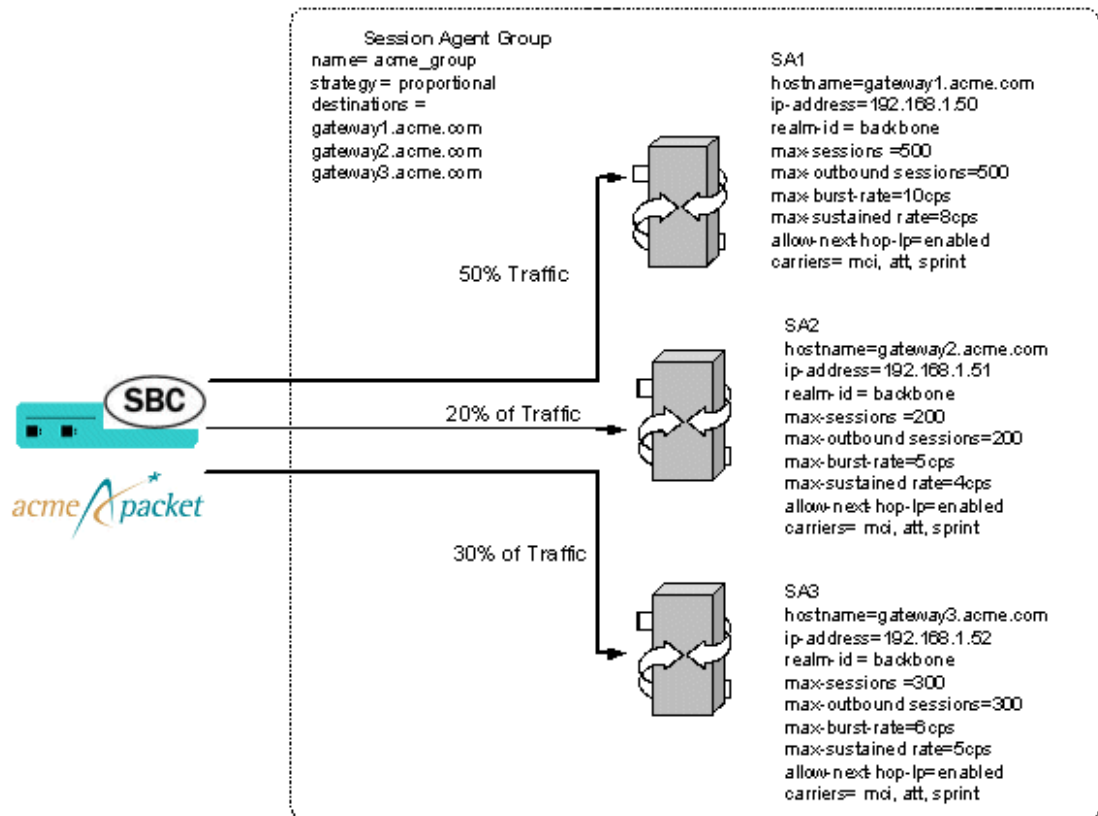 Session Agent Group
name= acme_group
strategy = proportional
destinations =
gateway1.acme.com
gateway2.acme.com
gateway3.acme.com
SA1
hostname=gateway1.acme.com
ip-address=192.168.1.50
realm-id = backbone
max-sessions =500
max-outbound sessions=500
max-burst-rate=10cps
max-sustained rate=8cps
allow-next-hop-lp=enabled
carriers= mci, att, sprint
50% Traffic
SA2
hostname=gateway2.acme.com
ip-address=192.168.1.51
realm-id = backbone
max-sessions =200
max-outbound sessions=200
max-burst-rate=5cps
max-sustained rate=4cps
allow-next-hop-lp=enabled
carriers= mci, att, sprint
SBC
20% of Traffic
acme packet
30% of Traffic
SA3
hostname=gateway3.acme.com
ip-address=192.168.1.52
realm-id = backbone
max-sessions =300
max-outbound sessions=300
max-burst-rate=6cps
max-sustained rate=5cps
allow-next-hop-lp=enabled
carriers= mci, att, sprint